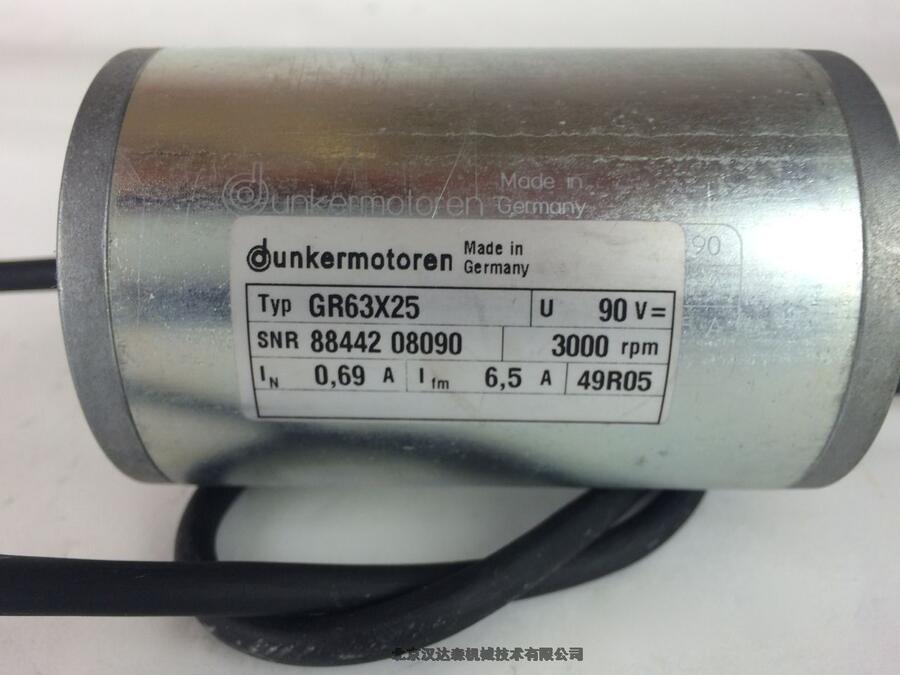 dunkermotoren Made in
Germany
90
dunkermotoren Made in
Germany
Typ GR63X25 U 90 V=
SNR 88442 08090 3000 rpm
IN 0,69 A Ifm 6,5 A 49R05
北京汉达森机械技术有限公司